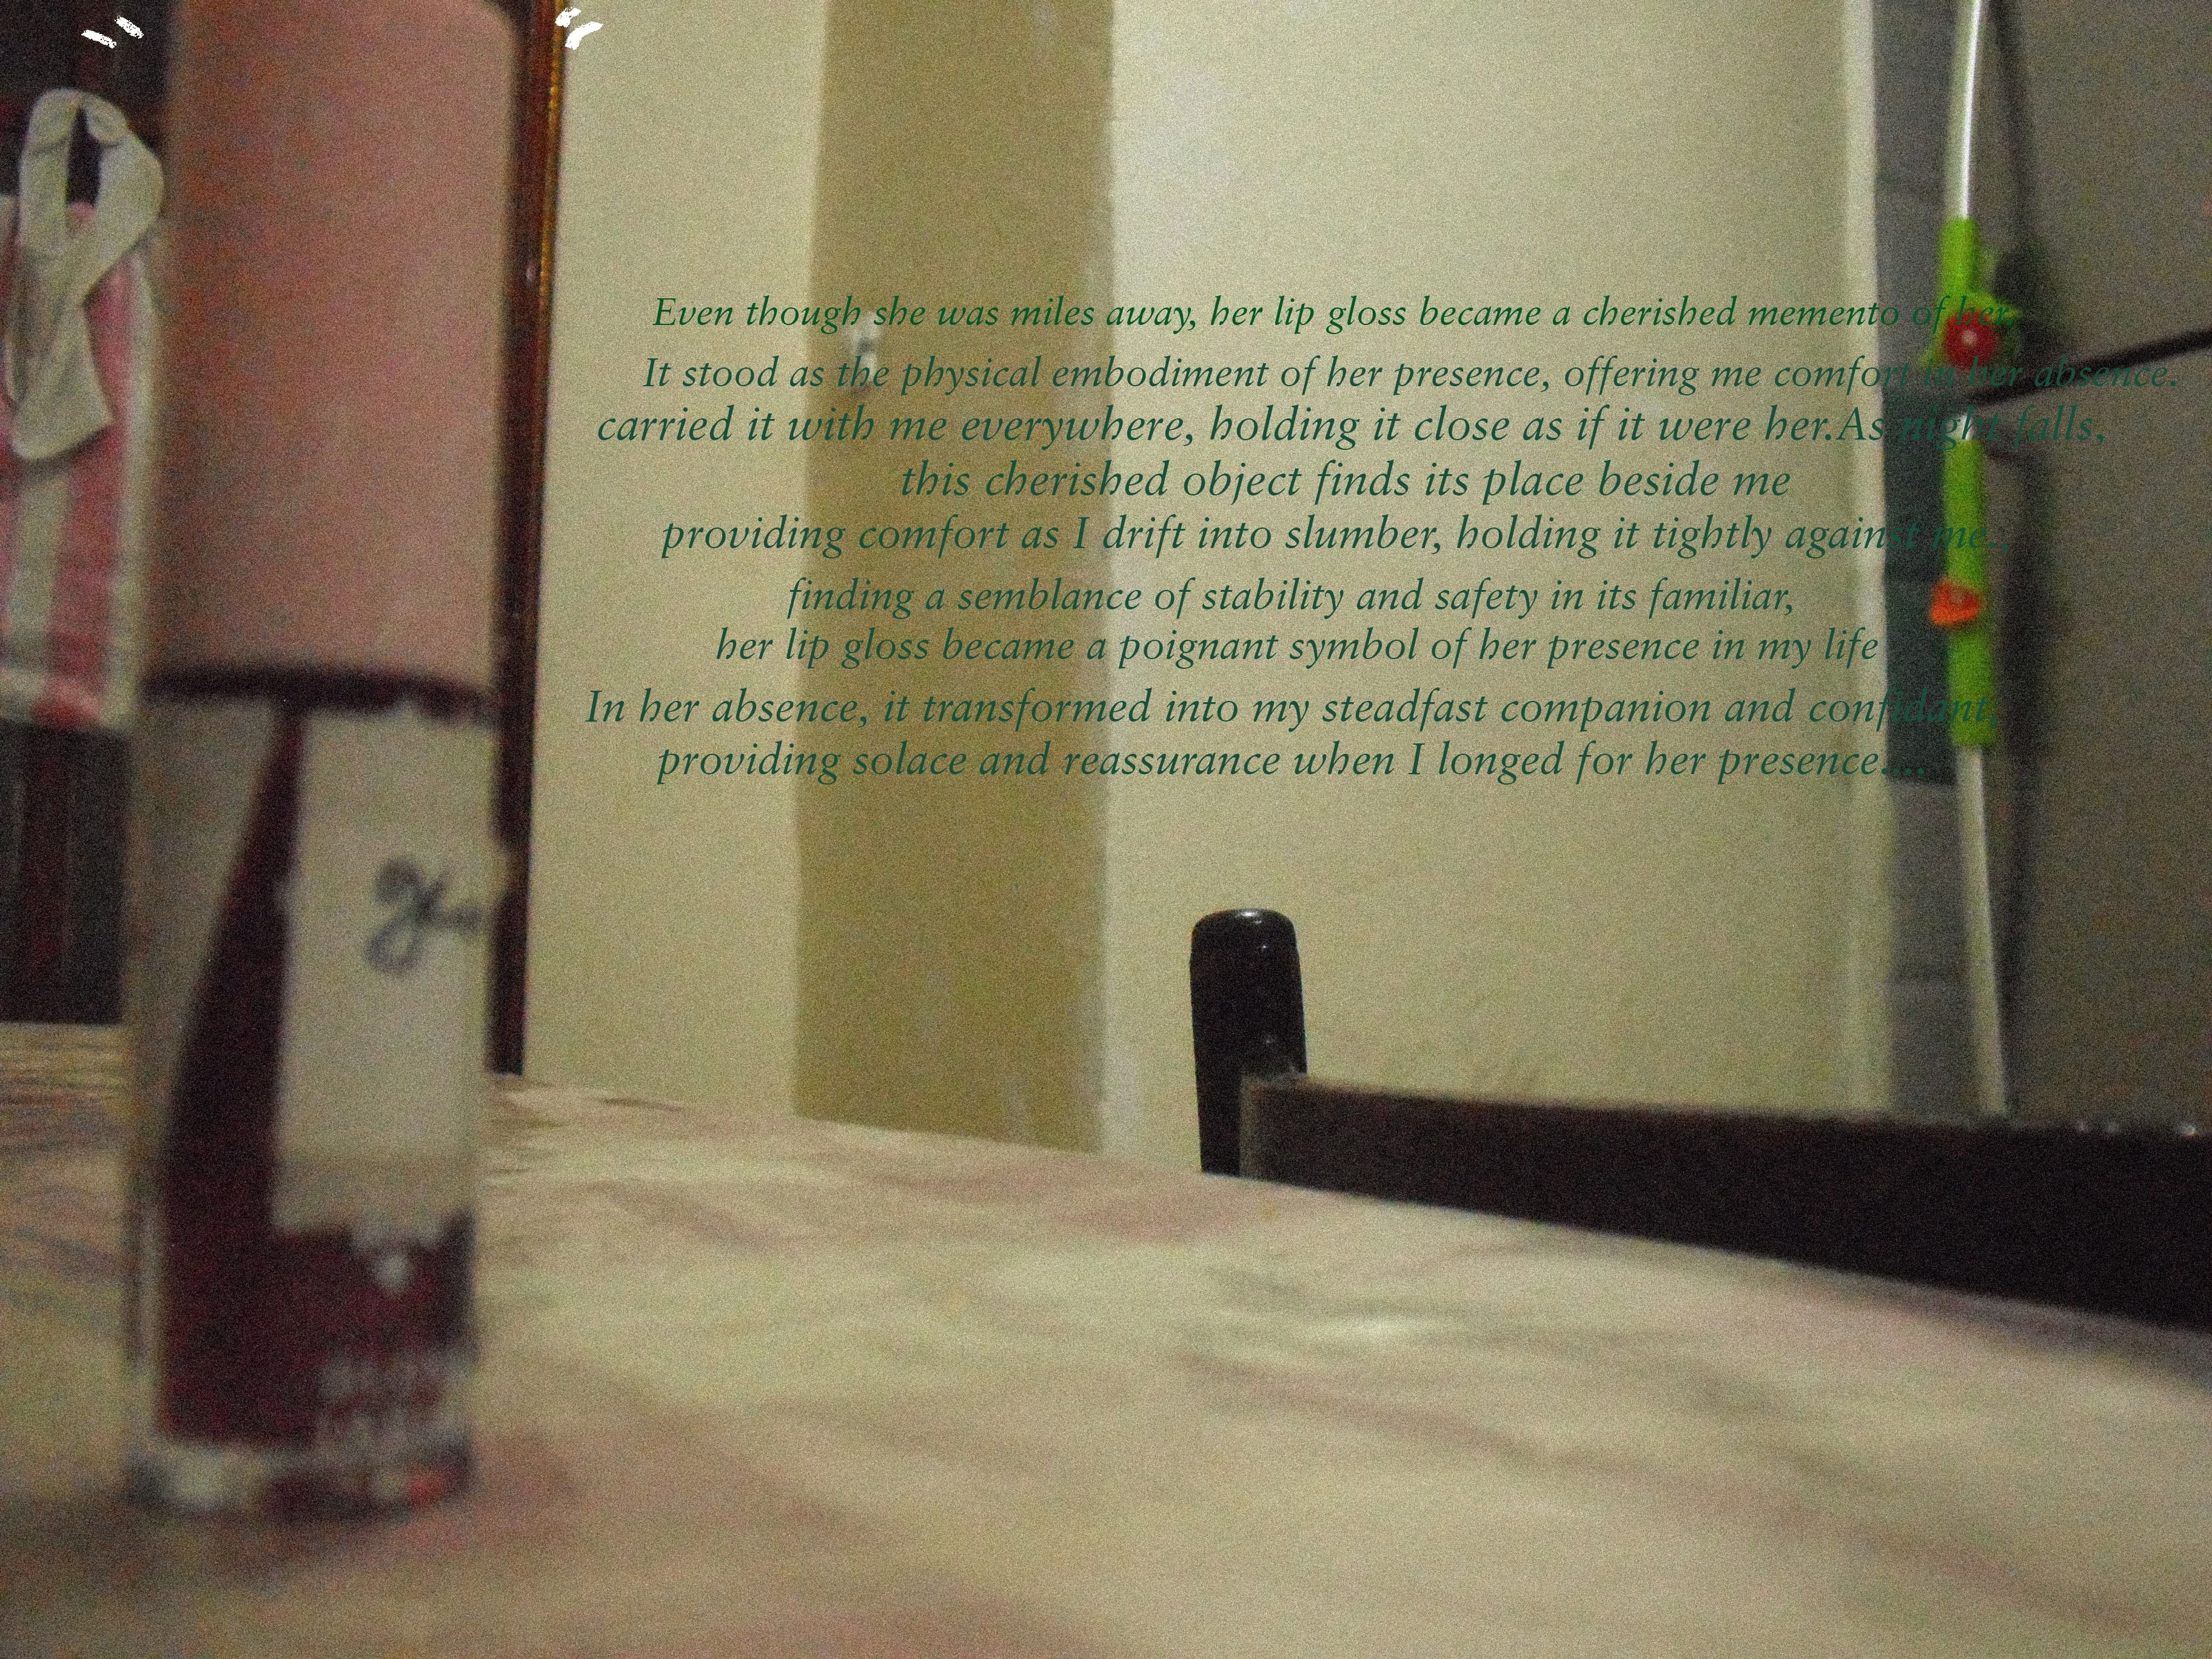 Even though she was miles away, her lip gloss became a cherished memento of her,
It stood as the physical embodiment of her presence, offering me comfort in her absence.
carried it with me everywhere, holding it close as if it were her.As night falls,
this cherished object finds its place beside me
providing comfort as I drift into slumber, holding it tightly against me.,
finding a semblance of stability and safety in its familiar,
her lip gloss became a poignant symbol of her presence in my life
In her absence, it transformed into my steadfast companion and confidant,
providing solace and reassurance when I longed for her presence....